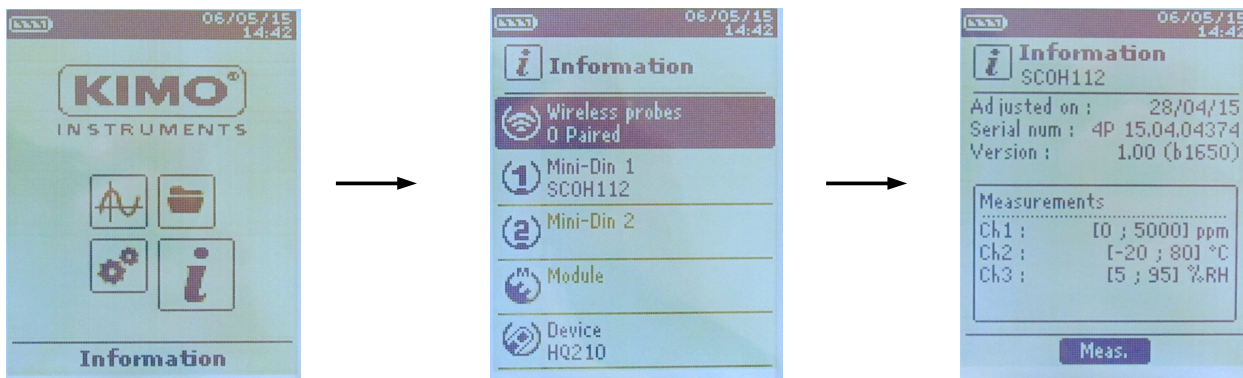 06/05/15
14:42
KIMO®
INSTRUMENTS
i
Information
06/05/15
14:42
i Information
Wireless probes
0 Paired
1 Mini-Din 1
SCOH112
2 Mini-Din 2
M Module
Device
HQ210
06/05/15
14:42
i Information
SCOH112
Adjusted on : 28/04/15
Serial num : 4P 15.04.04374
Version : 1.00 (b1650)
Measurements
Ch1 : [0 ; 5000] ppm
Ch2 : [-20 ; 80] °C
Ch3 : [5 ; 95] %RH
Meas.